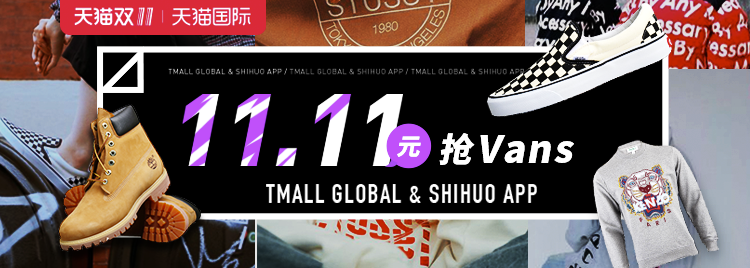 天猫双11 | 天猫国际
STUSSY
1980
TMALL GLOBAL & SHIHUO APP / TMALL GLOBAL & SHIHUO APP / TMALL GLOBAL & SHIHUO APP
11.11元 抢Vans
TMALL GLOBAL & SHIHUO APP
KENZO
PARIS